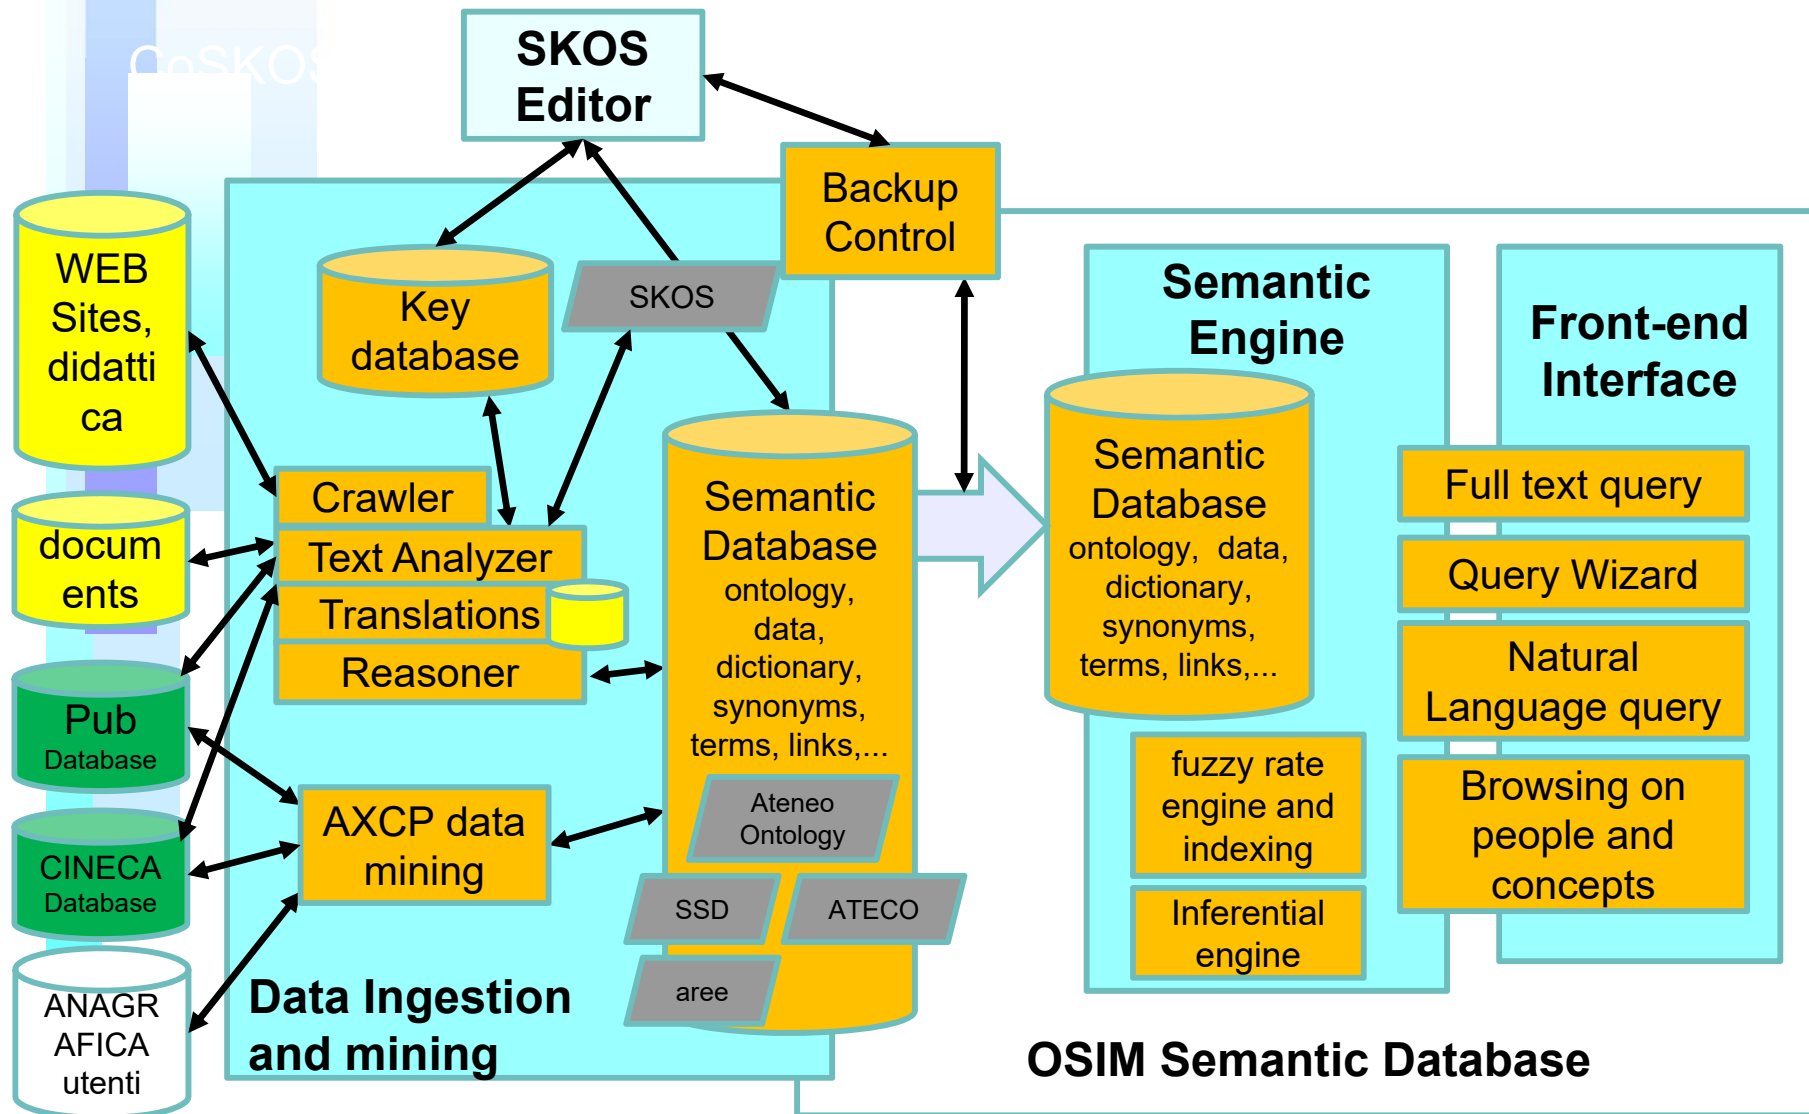 CoSKOS
SKOS
Editor
Backup
Control
WEB
Sites,
didatti
ca
docum
ents
Pub
Database
CINECA
Database
ANAGR
AFICA
utenti
Key
database
SKOS
Crawler
Text Analyzer
Translations
Reasoner
AXCP data
mining
Data Ingestion
and mining
Semantic
Database
ontology,
data,
dictionary,
synonyms,
terms, links,...
Ateneo
Ontology
SSD
ATECO
aree
Semantic
Engine
Semantic
Database
ontology, data,
dictionary,
synonyms,
terms, links,...
fuzzy rate
engine and
indexing
Inferential
engine
Front-end
Interface
Full text query
Query Wizard
Natural
Language query
Browsing on
people and
concepts
OSIM Semantic Database